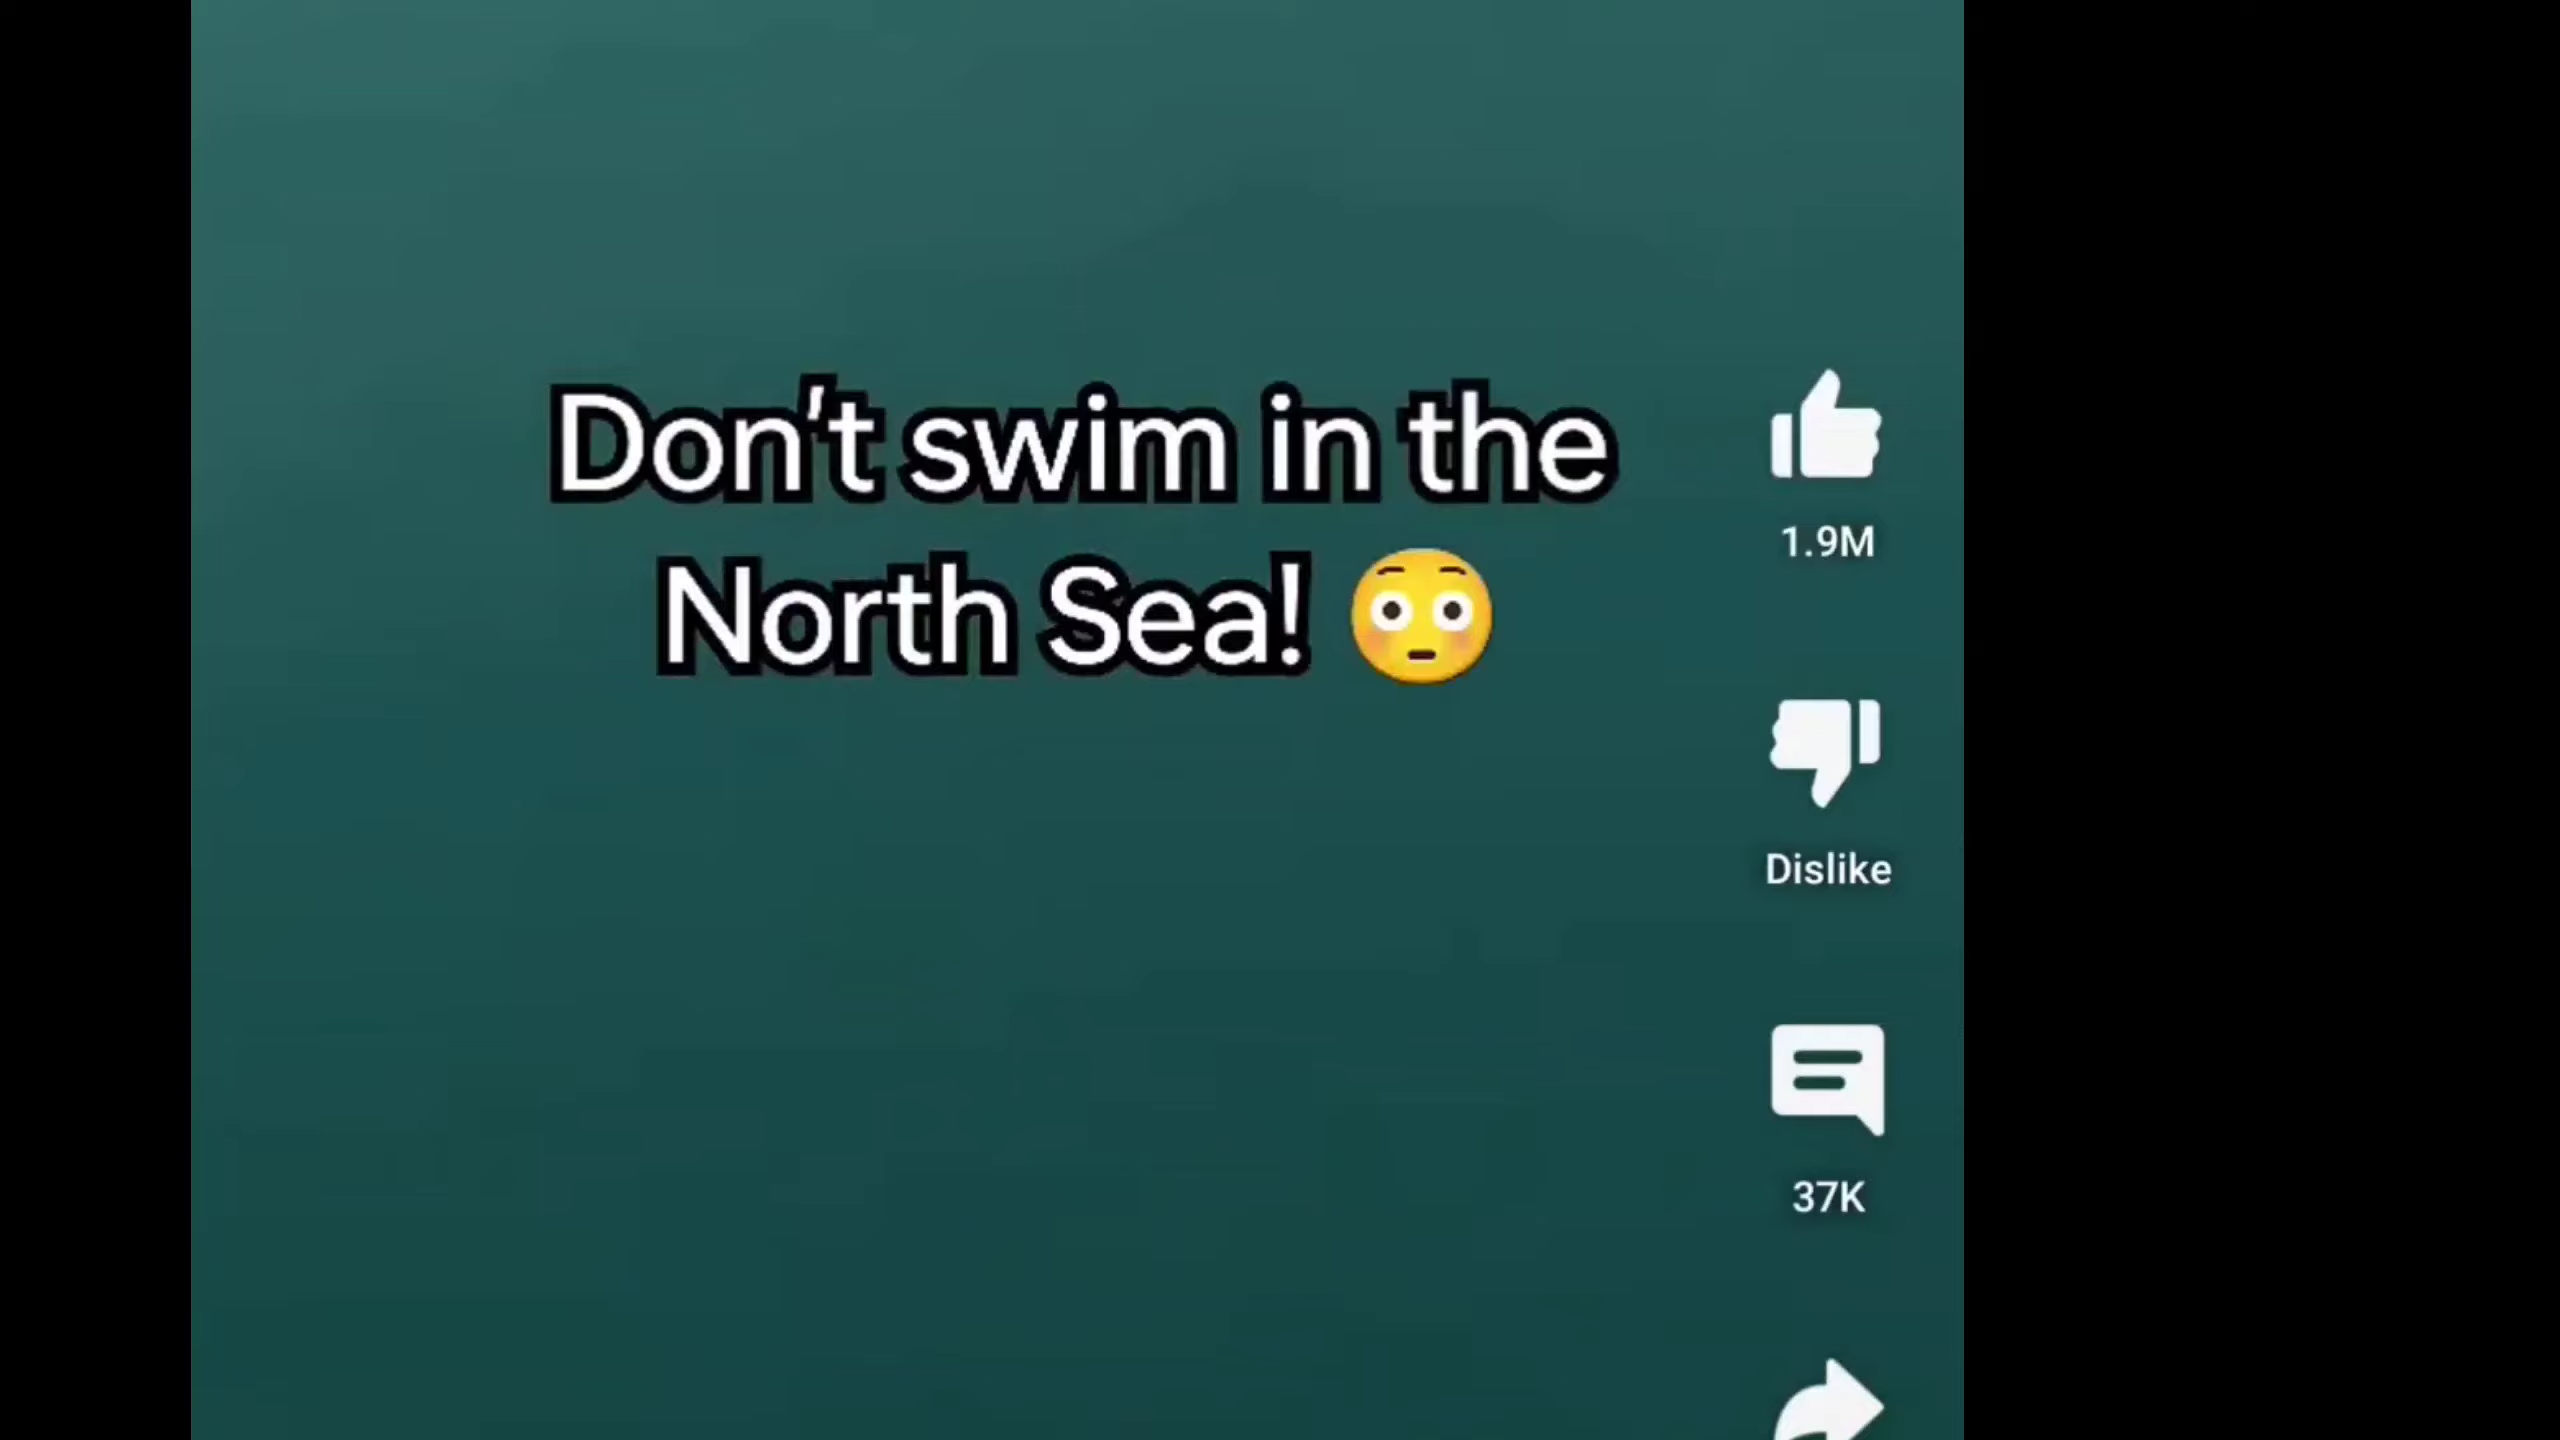 Don't swim in the
North Sea! 😳
1.9M
Dislike
37K